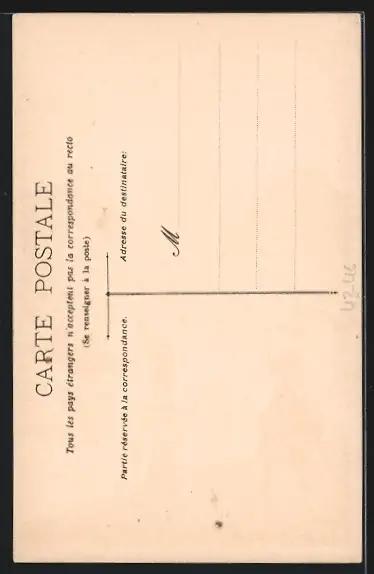 CARTE POSTALE
Tous les pays étrangers n'acceptent pas la correspondance au recto
(Se renseigner à la poste)
Partie réservée à la correspondance.
Adresse du destinataire:
M